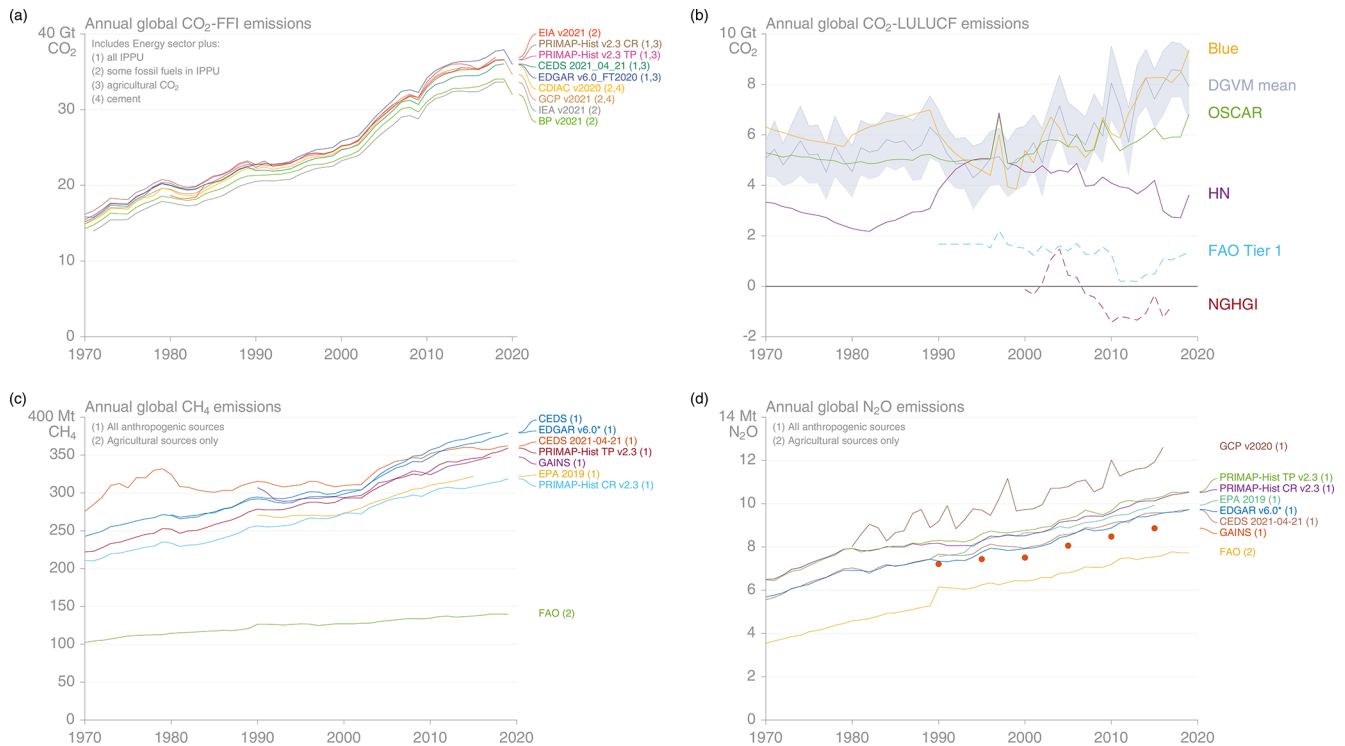 (a)
Annual global CO₂-FFI emissions
40 Gt
CO₂
Includes Energy sector plus:
(1) all IPPU
(2) some fossil fuels in IPPU
(3) agricultural CO₂
(4) cement
30
20
10
0
1970
1980
1990
2000
2010
2020
EIA v2021 (2)
PRIMAP-Hist v2.3 CR (1,3)
PRIMAP-Hist v2.3 TP (1,3)
CEDS 2021_04_21 (1,3)
EDGAR v6.0_FT2020 (1,3)
CDIAC v2020 (2,4)
GCP v2021 (2,4)
IEA v2021 (2)
BP v2021 (2)
(b)
Annual global CO₂-LULUCF emissions
10 Gt
CO₂
8
6
4
2
0
-2
1970
1980
1990
2000
2010
2020
Blue
DGVM mean
OSCAR
HN
FAO Tier 1
NGHGI
(c)
Annual global CH₄ emissions
400 Mt
CH₄
(1) All anthropogenic sources
(2) Agricultural sources only
350
300
250
200
150
100
50
0
1970
1980
1990
2000
2010
2020
CEDS (1)
EDGAR v6.0* (1)
CEDS 2021-04-21 (1)
PRIMAP-Hist TP v2.3 (1)
GAINS (1)
EPA 2019 (1)
PRIMAP-Hist CR v2.3 (1)
FAO (2)
(d)
Annual global N₂O emissions
14 Mt
N₂O
(1) All anthropogenic sources
(2) Agricultural sources only
12
10
8
6
4
2
0
1970
1980
1990
2000
2010
2020
GCP v2020 (1)
PRIMAP-Hist TP v2.3 (1)
PRIMAP-Hist CR v2.3 (1)
EPA 2019 (1)
EDGAR v6.0* (1)
CEDS 2021-04-21 (1)
GAINS (1)
FAO (2)